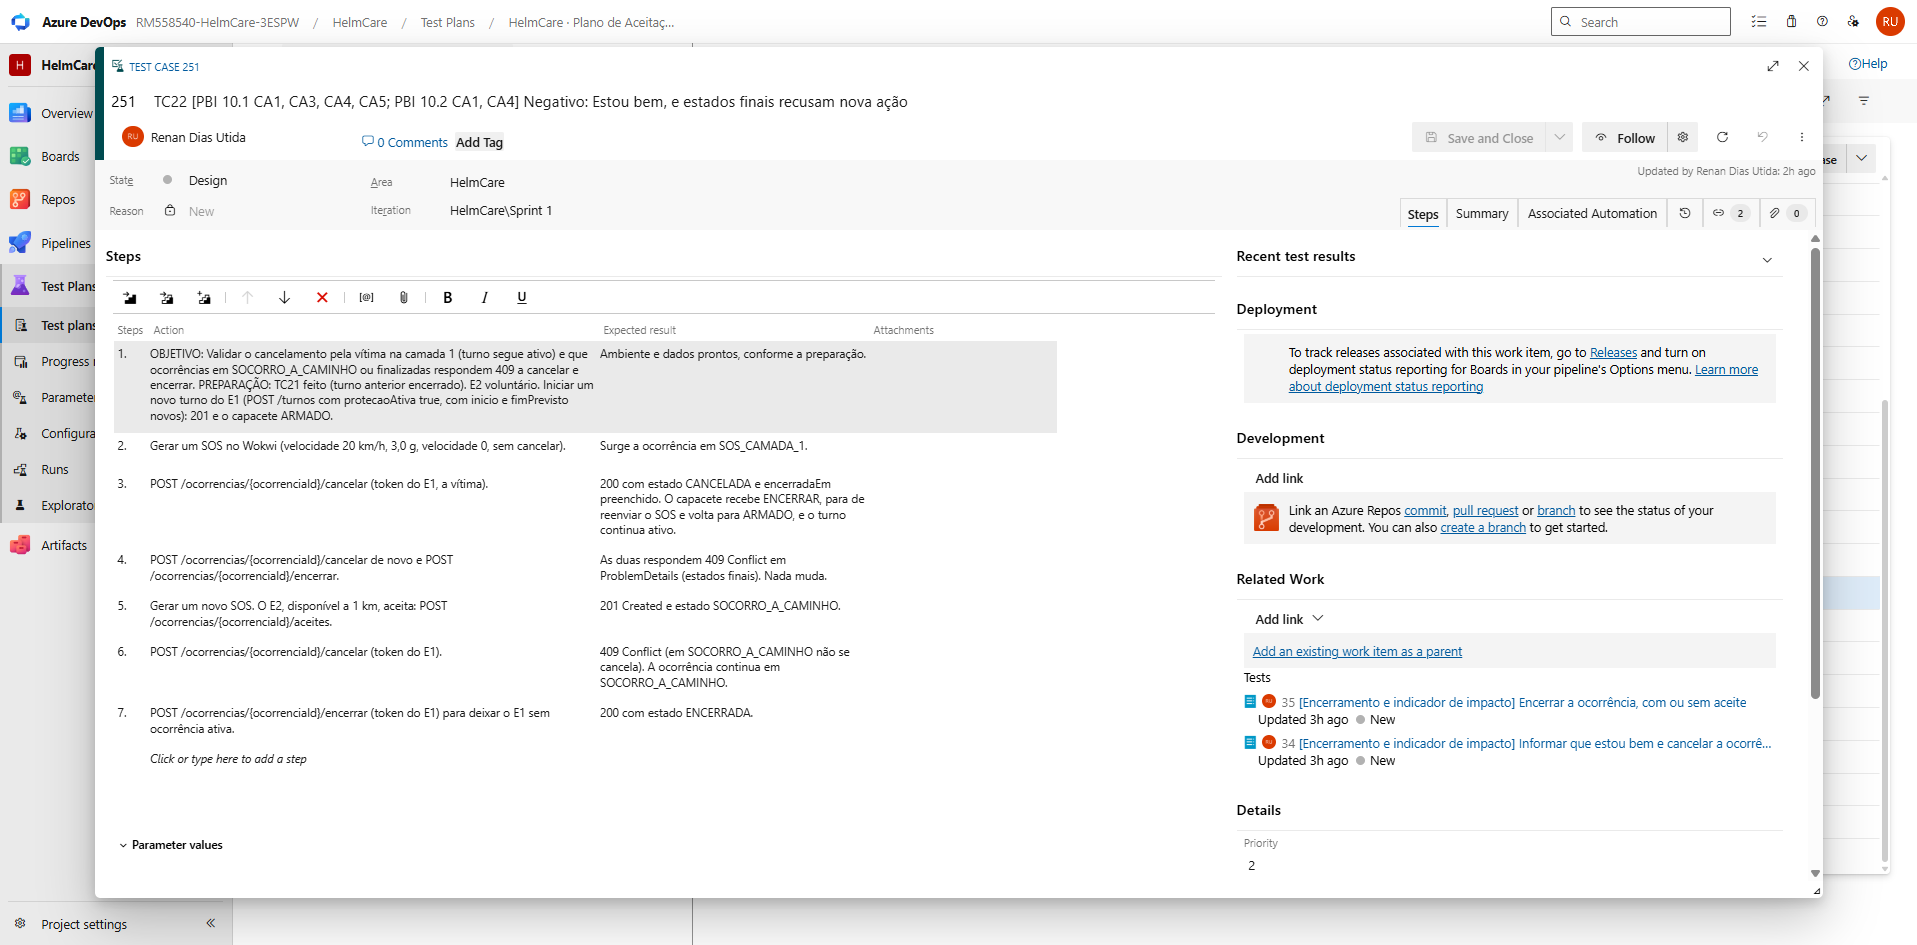 Azure DevOps RM558540-HelmCare-3ESPW / HelmCare / Test Plans / HelmCare · Plano de Aceitaç...
Search
RU
H HelmCare
Help
Overview
Boards
Repos
Pipelines
Test Plans
Test plans
Progress r
Parameter
Configura
Runs
Explorato
Artifacts
Project settings
TEST CASE 251
251 TC22 [PBI 10.1 CA1, CA3, CA4, CA5; PBI 10.2 CA1, CA4] Negativo: Estou bem, e estados finais recusam nova ação
RU Renan Dias Utida
0 Comments Add Tag
Save and Close
Follow
ase
State Design
Area HelmCare
Updated by Renan Dias Utida: 2h ago
Reason New
Iteration HelmCare\Sprint 1
Steps Summary Associated Automation 2 0
Steps
B I U
Steps Action Expected result Attachments
1. OBJETIVO: Validar o cancelamento pela vítima na camada 1 (turno segue ativo) e que
ocorrências em SOCORRO_A_CAMINHO ou finalizadas respondem 409 a cancelar e
encerrar. PREPARAÇÃO: TC21 feito (turno anterior encerrado). E2 voluntário. Iniciar um
novo turno do E1 (POST /turnos com protecaoAtiva true, com inicio e fimPrevisto
novos): 201 e o capacete ARMADO.
Ambiente e dados prontos, conforme a preparação.
2. Gerar um SOS no Wokwi (velocidade 20 km/h, 3,0 g, velocidade 0, sem cancelar).
Surge a ocorrência em SOS_CAMADA_1.
3. POST /ocorrencias/{ocorrenciaId}/cancelar (token do E1, a vítima).
200 com estado CANCELADA e encerradaEm
preenchido. O capacete recebe ENCERRAR, para de
reenviar o SOS e volta para ARMADO, e o turno
continua ativo.
4. POST /ocorrencias/{ocorrenciaId}/cancelar de novo e POST
/ocorrencias/{ocorrenciaId}/encerrar.
As duas respondem 409 Conflict em
ProblemDetails (estados finais). Nada muda.
5. Gerar um novo SOS. O E2, disponível a 1 km, aceita: POST
/ocorrencias/{ocorrenciaId}/aceites.
201 Created e estado SOCORRO_A_CAMINHO.
6. POST /ocorrencias/{ocorrenciaId}/cancelar (token do E1).
409 Conflict (em SOCORRO_A_CAMINHO não se
cancela). A ocorrência continua em
SOCORRO_A_CAMINHO.
7. POST /ocorrencias/{ocorrenciaId}/encerrar (token do E1) para deixar o E1 sem
ocorrência ativa.
200 com estado ENCERRADA.
Click or type here to add a step
Parameter values
Recent test results
Deployment
To track releases associated with this work item, go to Releases and turn on
deployment status reporting for Boards in your pipeline's Options menu. Learn more
about deployment status reporting
Development
Add link
Link an Azure Repos commit, pull request or branch to see the status of your
development. You can also create a branch to get started.
Related Work
Add link
Add an existing work item as a parent
Tests
RU 35 [Encerramento e indicador de impacto] Encerrar a ocorrência, com ou sem aceite
Updated 3h ago New
RU 34 [Encerramento e indicador de impacto] Informar que estou bem e cancelar a ocorrê...
Updated 3h ago New
Details
Priority
2